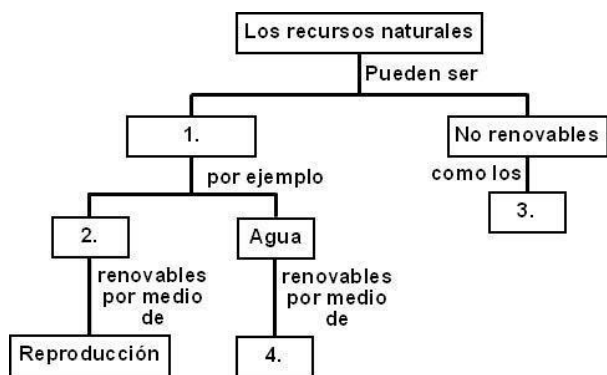 Los recursos naturales
Pueden ser
1.
No renovables
por ejemplo
como los
2.
Agua
3.
renovables
por medio
de
renovables
por medio
de
Reproducción
4.